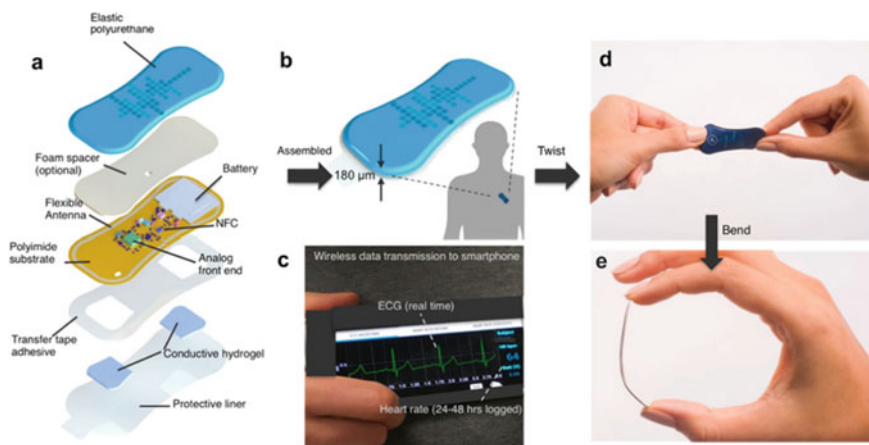 a
Elastic polyurethane
Foam spacer
(optional)
Battery
Flexible
Antenna
NFC
Polyimide
substrate
Analog
front end
Transfer tape
adhesive
Conductive hydrogel
Protective liner
Assembled
b
180 µm
Twist
c
Wireless data transmission to smartphone
ECG (real time)
64
Heart rate (24-48 hrs logged)
d
Bend
e